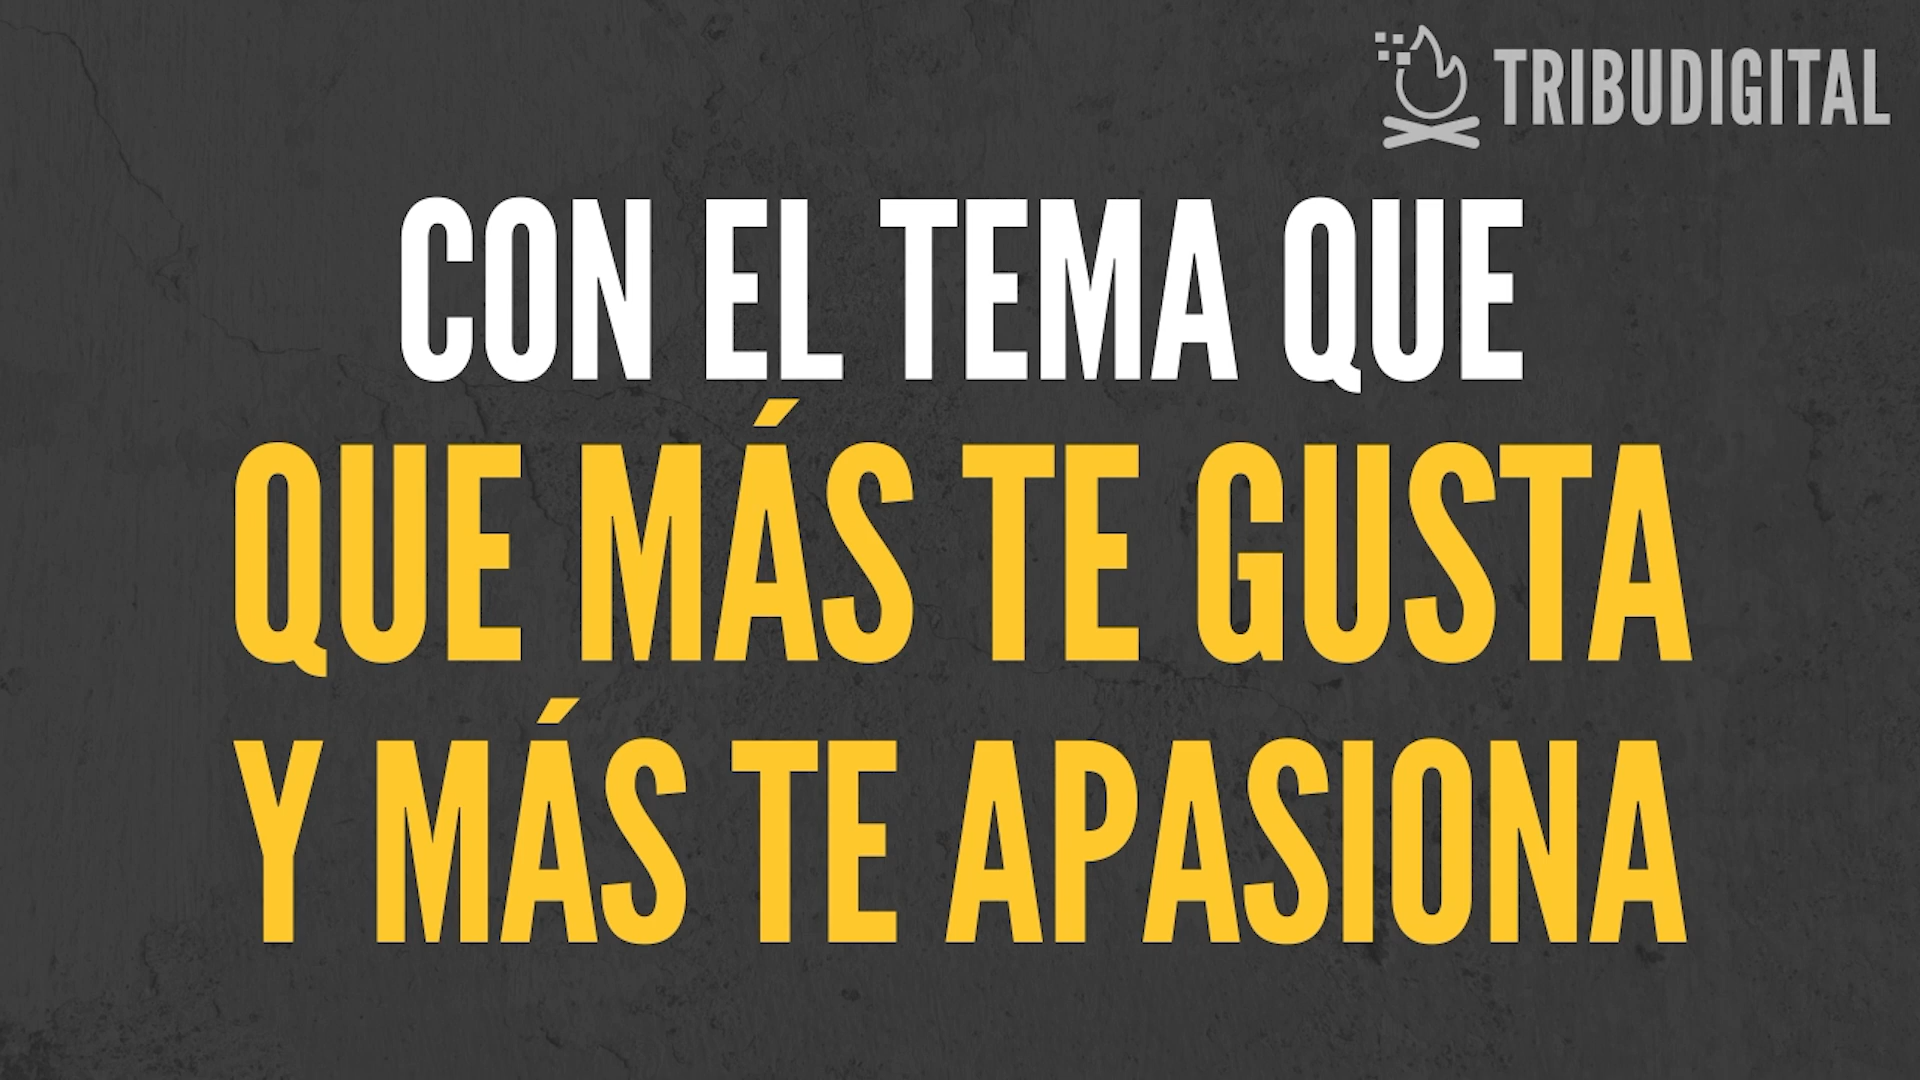 TRIBUDIGITAL
CON EL TEMA QUE
QUE MÁS TE GUSTA
Y MÁS TE APASIONA